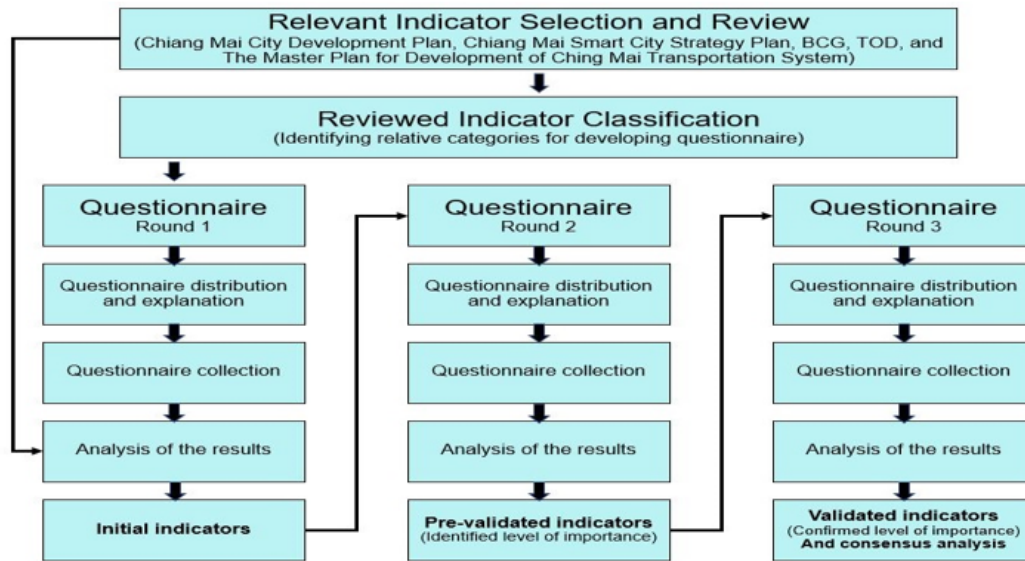 Relevant Indicator Selection and Review
(Chiang Mai City Development Plan, Chiang Mai Smart City Strategy Plan, BCG, TOD, and
The Master Plan for Development of Ching Mai Transportation System)
Reviewed Indicator Classification
(Identifying relative categories for developing questionnaire)
Questionnaire
Round 1
Questionnaire distribution
and explanation
Questionnaire collection
Analysis of the results
Initial indicators
Questionnaire
Round 2
Questionnaire distribution
and explanation
Questionnaire collection
Analysis of the results
Pre-validated indicators
(Identified level of importance)
Questionnaire
Round 3
Questionnaire distribution
and explanation
Questionnaire collection
Analysis of the results
Validated indicators
(Confirmed level of importance)
And consensus analysis